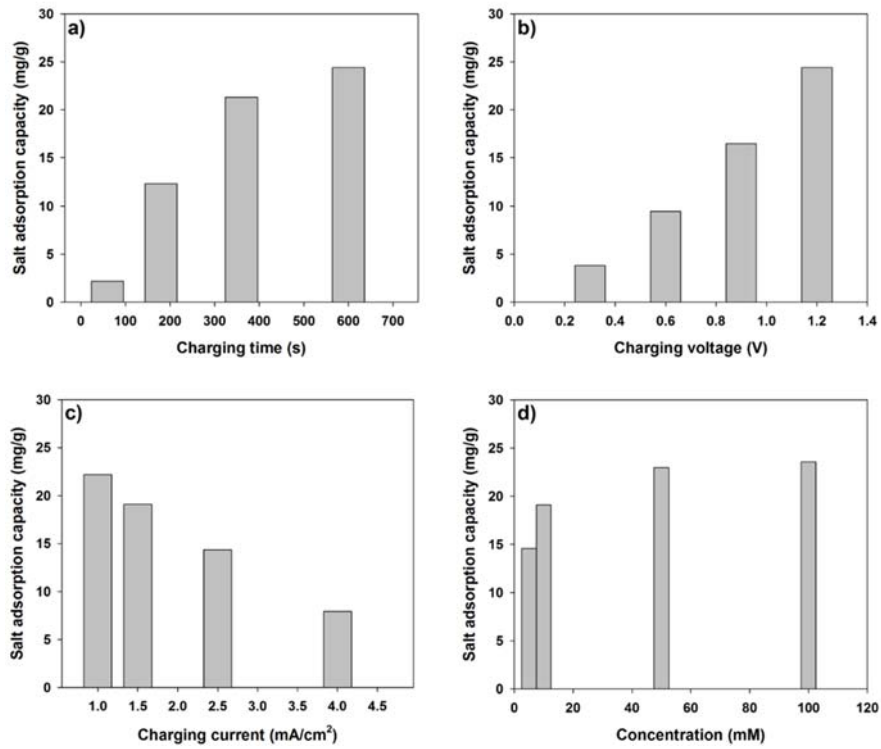 a)
Salt adsorption capacity (mg/g)
30
25
20
15
10
5
0
0 100 200 300 400 500 600 700
Charging time (s)
b)
Salt adsorption capacity (mg/g)
30
25
20
15
10
5
0
0.0 0.2 0.4 0.6 0.8 1.0 1.2 1.4
Charging voltage (V)
c)
Salt adsorption capacity (mg/g)
30
25
20
15
10
5
0
1.0 1.5 2.0 2.5 3.0 3.5 4.0 4.5
Charging current (mA/cm²)
d)
Salt adsorption capacity (mg/g)
30
25
20
15
10
5
0
0 20 40 60 80 100 120
Concentration (mM)